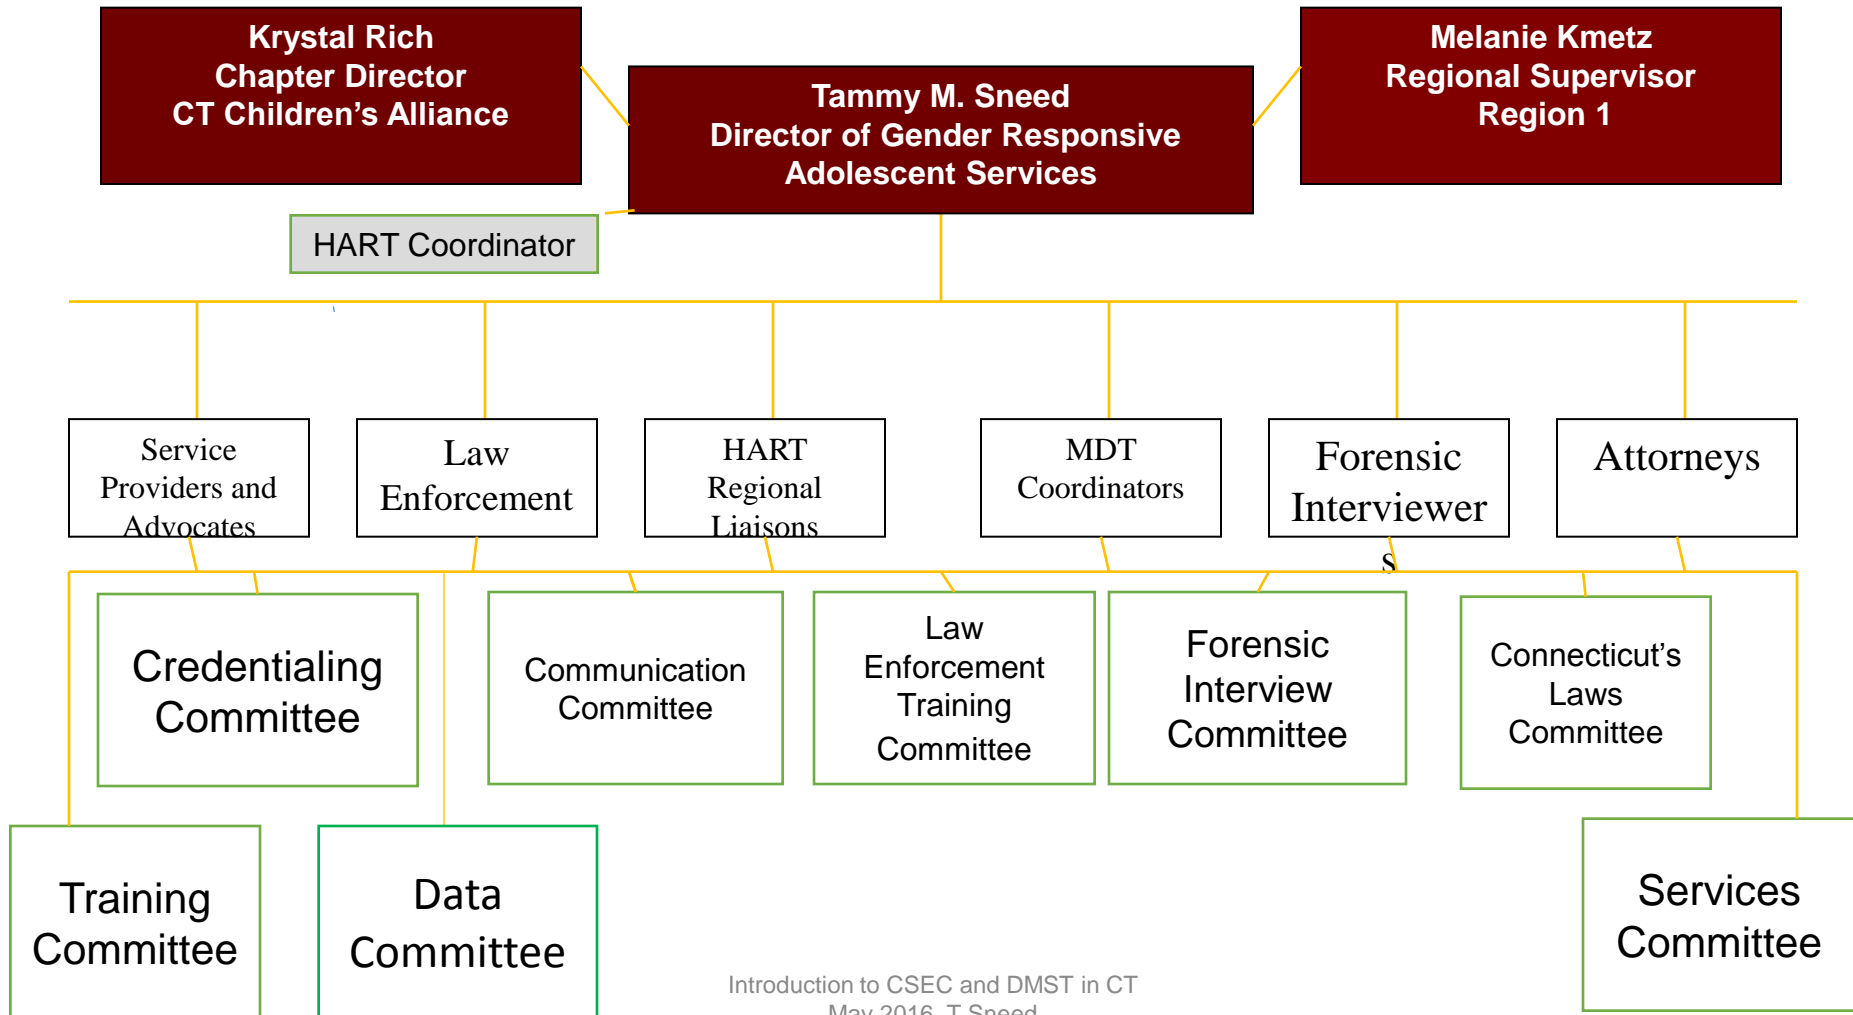 Krystal Rich
Chapter Director
CT Children's Alliance
Tammy M. Sneed
Director of Gender Responsive
Adolescent Services
Melanie Kmetz
Regional Supervisor
Region 1
HART Coordinator
Service
Providers and
Advocates
Law
Enforcement
HART
Regional
Liaisons
MDT
Coordinators
Forensic
Interviewer
s
Attorneys
Credentialing
Committee
Communication
Committee
Law
Enforcement
Training
Committee
Forensic
Interview
Committee
Connecticut's
Laws
Committee
Training
Committee
Data
Committee
Services
Committee
Introduction to CSEC and DMST in CT
May 2016, T Sneed